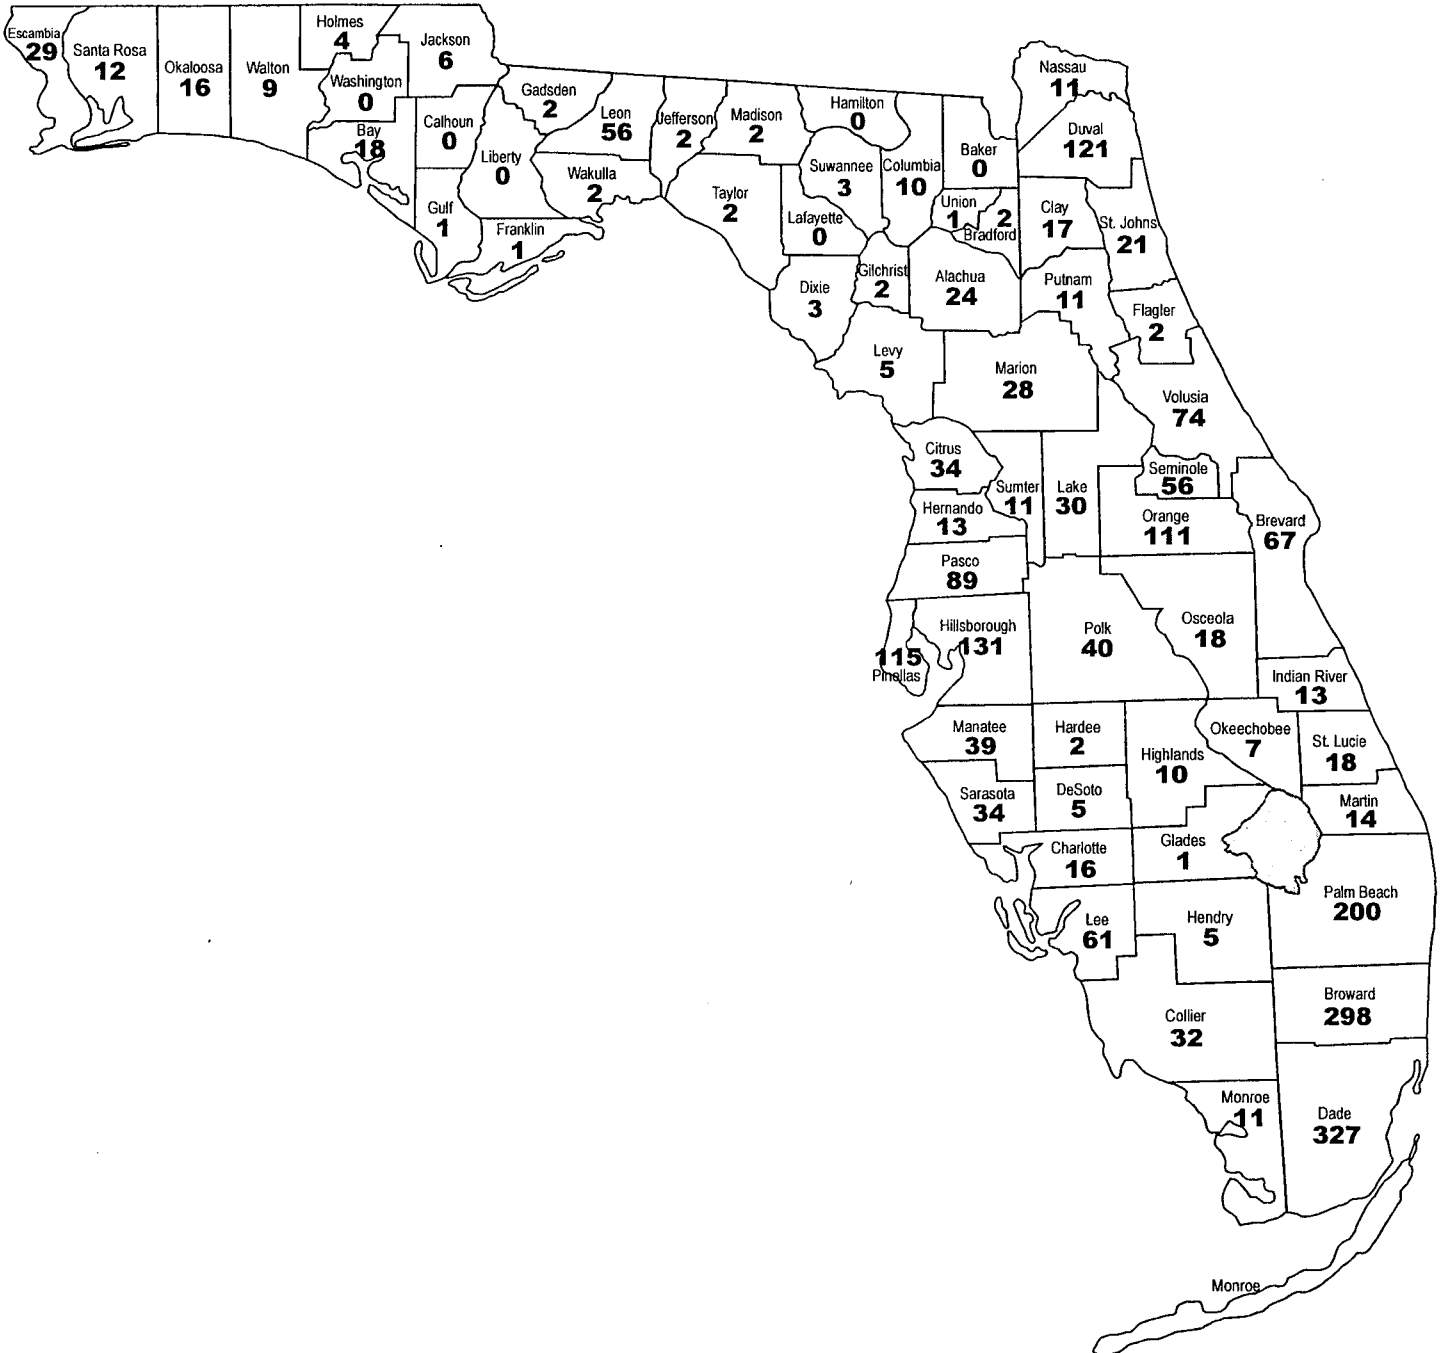 Escambia
29
Santa Rosa
12
Okaloosa
16
Walton
9
Holmes
4
Washington
0
Jackson
6
Bay
18
Calhoun
0
Gulf
1
Liberty
0
Gadsden
2
Franklin
1
Leon
56
Wakulla
2
Jefferson
2
Madison
2
Taylor
2
Hamilton
0
Suwannee
3
Lafayette
0
Dixie
3
Columbia
10
Gilchrist
2
Baker
0
Union
1
2
Bradford
Alachua
24
Levy
5
Nassau
11
Duval
121
Clay
17
St. Johns
21
Putnam
11
Flagler
2
Marion
28
Volusia
74
Citrus
34
Sumter
11
Lake
30
Seminole
56
Hernando
13
Orange
111
Brevard
67
Pasco
89
Hillsborough
131
115
Pinellas
Polk
40
Osceola
18
Indian River
13
Manatee
39
Hardee
2
Highlands
10
Okeechobee
7
St. Lucie
18
Sarasota
34
DeSoto
5
Martin
14
Charlotte
16
Glades
1
Palm Beach
200
Lee
61
Hendry
5
Collier
32
Broward
298
Monroe
11
Dade
327
Monroe